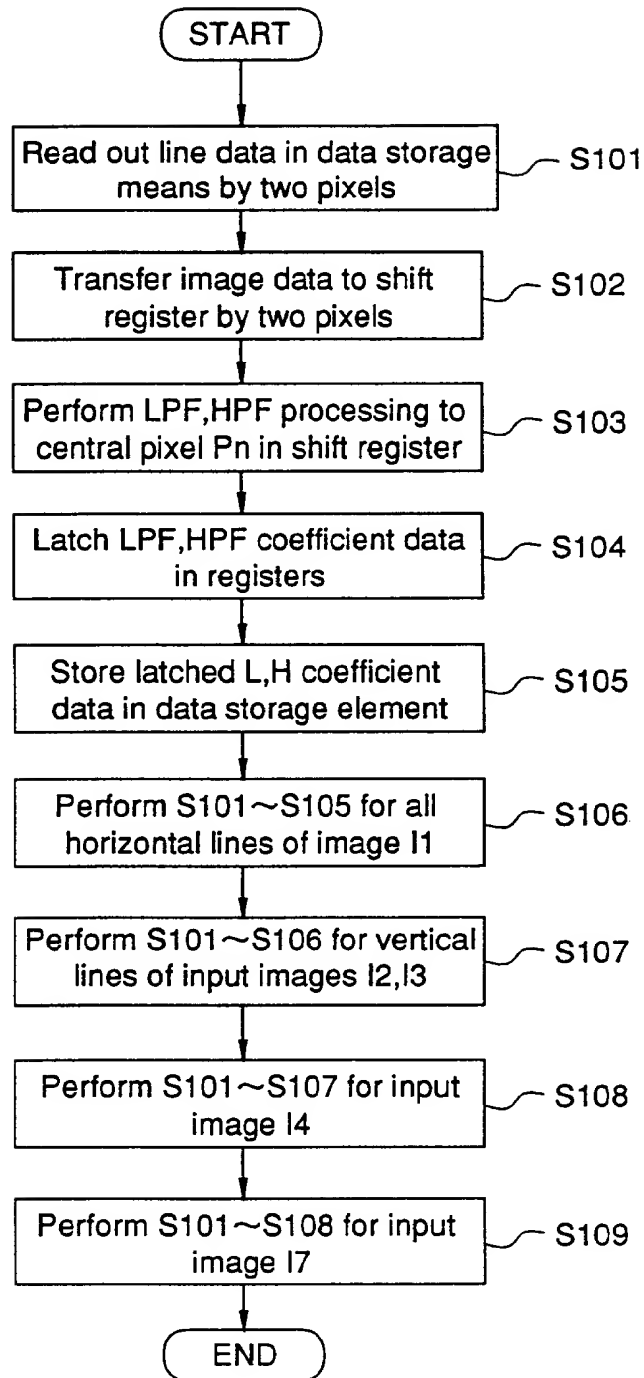 START
Read out line data in data storage
means by two pixels
S101
Transfer image data to shift
register by two pixels
S102
Perform LPF,HPF processing to
central pixel Pn in shift register
S103
Latch LPF,HPF coefficient data
in registers
S104
Store latched L,H coefficient
data in data storage element
S105
Perform S101~S105 for all
horizontal lines of image I1
S106
Perform S101~S106 for vertical
lines of input images I2,I3
S107
Perform S101~S107 for input
image I4
S108
Perform S101~S108 for input
image I7
S109
END